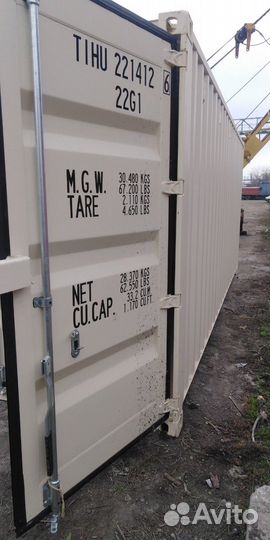 TIHU 221412 6
22G1
M.G.W. 30.480 KGS
67.200 LBS
TARE 2.110 KGS
4.650 LBS
NET 28.370 KGS
62.550 LBS
CU.CAP. 33,2 CU.M.
1.170 CU.FT.
Avito